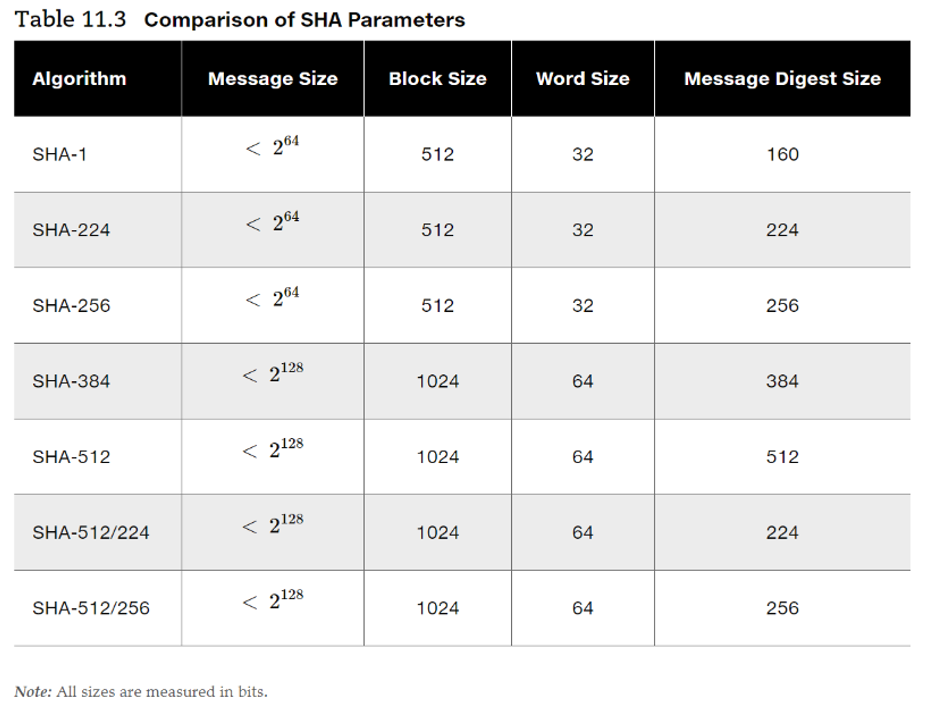 Table 11.3 Comparison of SHA Parameters
Algorithm Message Size Block Size Word Size Message Digest Size
SHA-1 < 2^64 512 32 160
SHA-224 < 2^64 512 32 224
SHA-256 < 2^64 512 32 256
SHA-384 < 2^128 1024 64 384
SHA-512 < 2^128 1024 64 512
SHA-512/224 < 2^128 1024 64 224
SHA-512/256 < 2^128 1024 64 256
Note: All sizes are measured in bits.